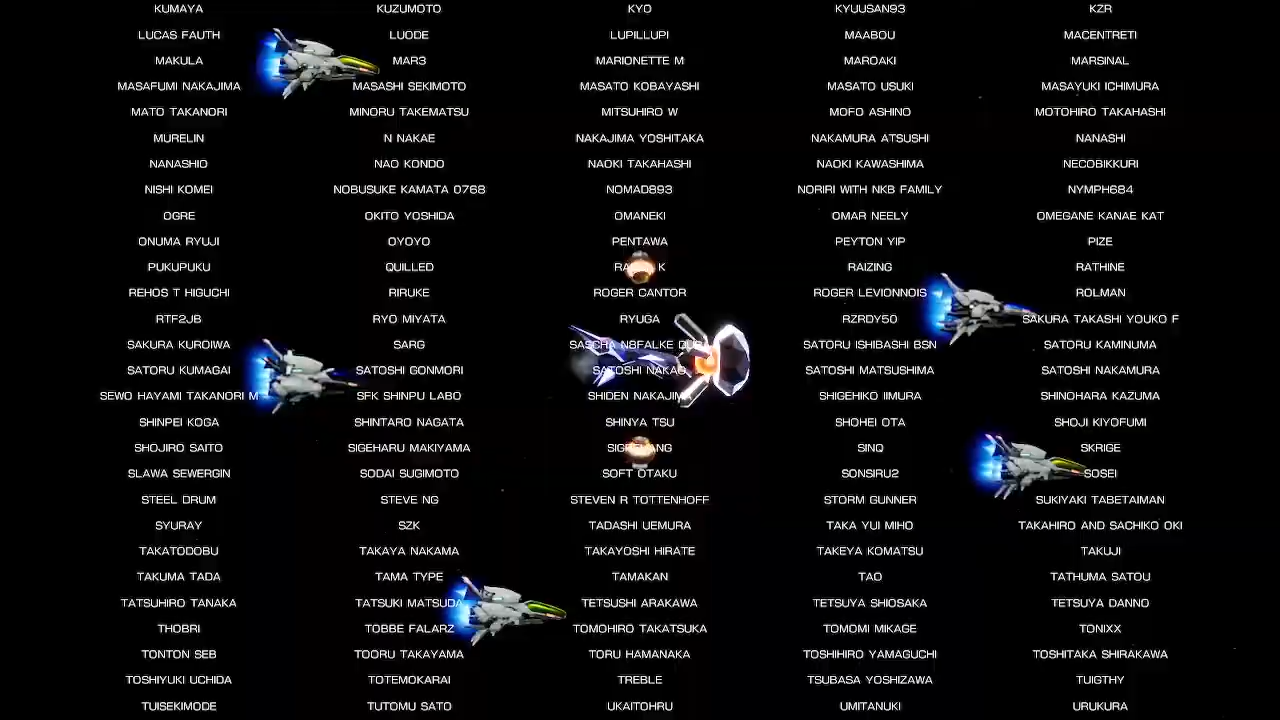 KUMAYA KUZUMOTO KYO KYUUSAN93 KZR
LUCAS FAUTH LUODE LUPILLUPI MAABOU MACENTRETI
MAKULA MAR3 MARIONETTE M MAROAKI MARSINAL
MASAFUMI NAKAJIMA MASASHI SEKIMOTO MASATO KOBAYASHI MASATO USUKI MASAYUKI ICHIMURA
MATO TAKANORI MINORU TAKEMATSU MITSUHIRO W MOFO ASHINO MOTOHIRO TAKAHASHI
MURELIN N NAKAE NAKAJIMA YOSHITAKA NAKAMURA ATSUSHI NANASHI
NANASHIO NAO KONDO NAOKI TAKAHASHI NAOKI KAWASHIMA NECOBIKKURI
NISHI KOMEI NOBUSUKE KAMATA 0768 NOMAD893 NORIRI WITH NKB FAMILY NYMPH684
OGRE OKITO YOSHIDA OMANEKI OMAR NEELY OMEGANE KANAE KAT
ONUMA RYUJI OYOYO PENTAWA PEYTON YIP PIZE
PUKUPUKU QUILLED K RAIZING RATHINE
REHOS T HIGUCHI RIRUKE ROGER CANTOR ROGER LEVIONNOIS ROLMAN
RTF2JB RYO MIYATA RYUGA RZRDY50 SAKURA TAKASHI YOUKO F
SAKURA KUROIWA SARG SASCHA NBFALKE SATORU ISHIBASHI BSN SATORU KAMINUMA
SATORU KUMAGAI SATOSHI GONMORI SATOSHI NAKAO SATOSHI MATSUSHIMA SATOSHI NAKAMURA
SEWO HAYAMI TAKANORI M SFK SHINPU LABO SHIDEN NAKAJIMA SHIGEHIKO IIMURA SHINOHARA KAZUMA
SHINPEI KOGA SHINTARO NAGATA SHINYA TSU SHOHEI OTA SHOJI KIYOFUMI
SHOJIRO SAITO SIGEHARU MAKIYAMA SINQ SKRIGE
SLAWA SEWERGIN SODAI SUGIMOTO SOFT OTAKU SONSIRU2 SOSEI
STEEL DRUM STEVE NG STEVEN R TOTTENHOFF STORM GUNNER SUKIYAKI TABETAIMAN
SYURAY SZK TADASHI UEMURA TAKA YUI MIHO TAKAHIRO AND SACHIKO OKI
TAKATODOBU TAKAYA NAKAMA TAKAYOSHI HIRATE TAKEYA KOMATSU TAKUJI
TAKUMA TADA TAMA TYPE TAMAKAN TAO TATHUMA SATOU
TATSUHIRO TANAKA TATSUKI MATSUDA TETSUSHI ARAKAWA TETSUYA SHIOSAKA TETSUYA DANNO
THOBRI TOBBE FALARZ TOMOHIRO TAKATSUKA TOMOMI MIKAGE TONIXX
TONTON SEB TOORU TAKAYAMA TORU HAMANAKA TOSHIHIRO YAMAGUCHI TOSHITAKA SHIRAKAWA
TOSHIYUKI UCHIDA TOTEMOKARAI TREBLE TSUBASA YOSHIZAWA TUIGTHY
TUISEKIMODE TUTOMU SATO UKAITOHRU UMITANUKI URUKURA